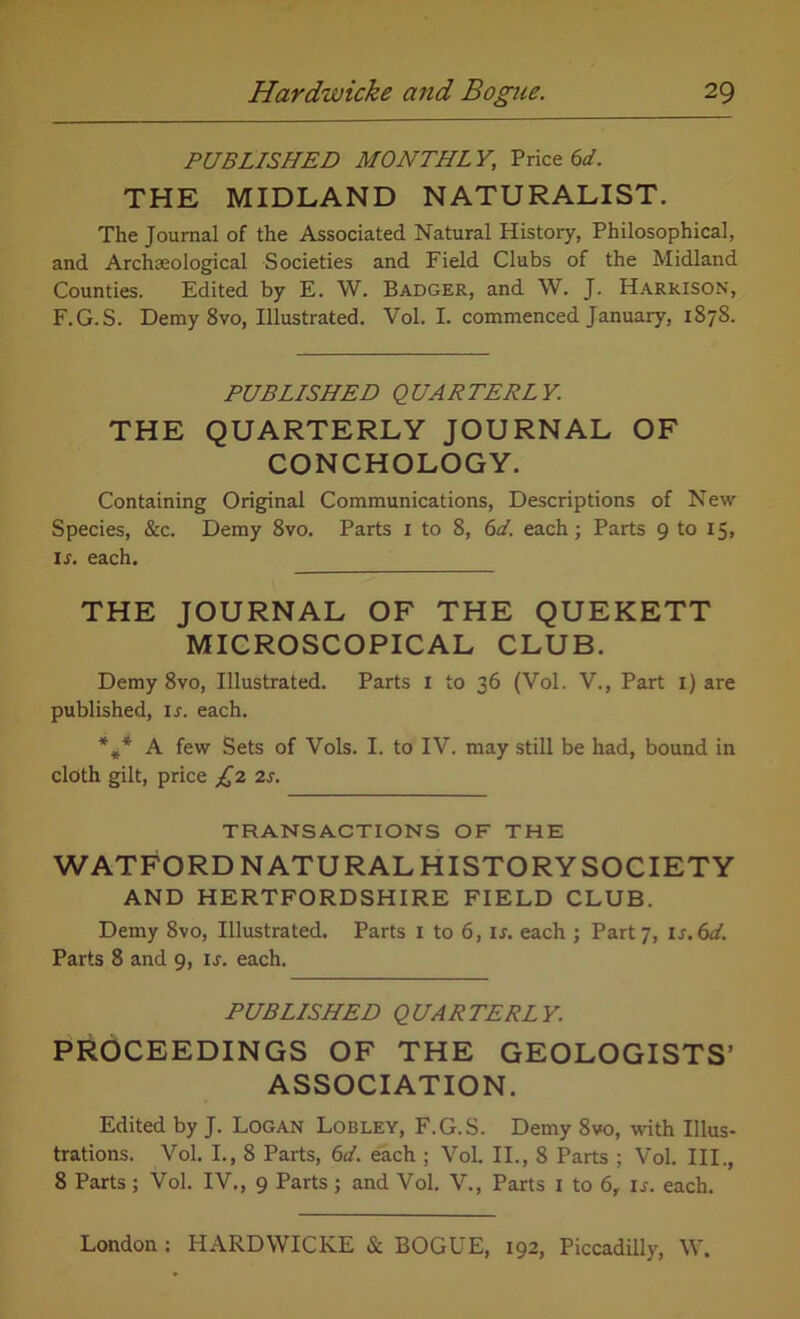 Hardwicke and Bogue. 29
PUBLISHED MONTHLY, Price 6d.
THE MIDLAND NATURALIST.
The Journal of the Associated Natural History, Philosophical,
and Archæological Societies and Field Clubs of the Midland
Counties. Edited by E. W. BADGER, and W. J. HARRISON,
F.G.S. Demy 8vo, Illustrated. Vol. I. commenced January, 1878.
PUBLISHED QUARTERLY.
THE QUARTERLY JOURNAL OF
CONCHOLOGY.
Containing Original Communications, Descriptions of New
Species, &c. Demy 8vo. Parts 1 to 8, 6d. each; Parts 9 to 15,
1s. each.
THE JOURNAL OF THE QUEKETT
MICROSCOPICAL CLUB.
Demy 8vo, Illustrated. Parts 1 to 36 (Vol. V., Part 1) are
published, 1s. each.
*⁎* A few Sets of Vols. I. to IV. may still be had, bound in
cloth gilt, price £2 2s.
TRANSACTIONS OF THE
WATFORD NATURAL HISTORY SOCIETY
AND HERTFORDSHIRE FIELD CLUB.
Demy 8vo, Illustrated. Parts 1 to 6, 1s. each ; Part 7, 1s. 6d.
Parts 8 and 9, 1s. each.
PUBLISHED QUARTERLY.
PROCEEDINGS OF THE GEOLOGISTS'
ASSOCIATION.
Edited by J. LOGAN LOBLEY, F.G.S. Demy 8vo, with Illus-
trations. Vol. I., 8 Parts, 6d. each ; Vol. II., 8 Parts ; Vol. III.,
8 Parts ; Vol. IV., 9 Parts ; and Vol. V., Parts 1 to 6, 1s. each.
London : HARDWICKE & BOGUE, 192, Piccadilly, W.